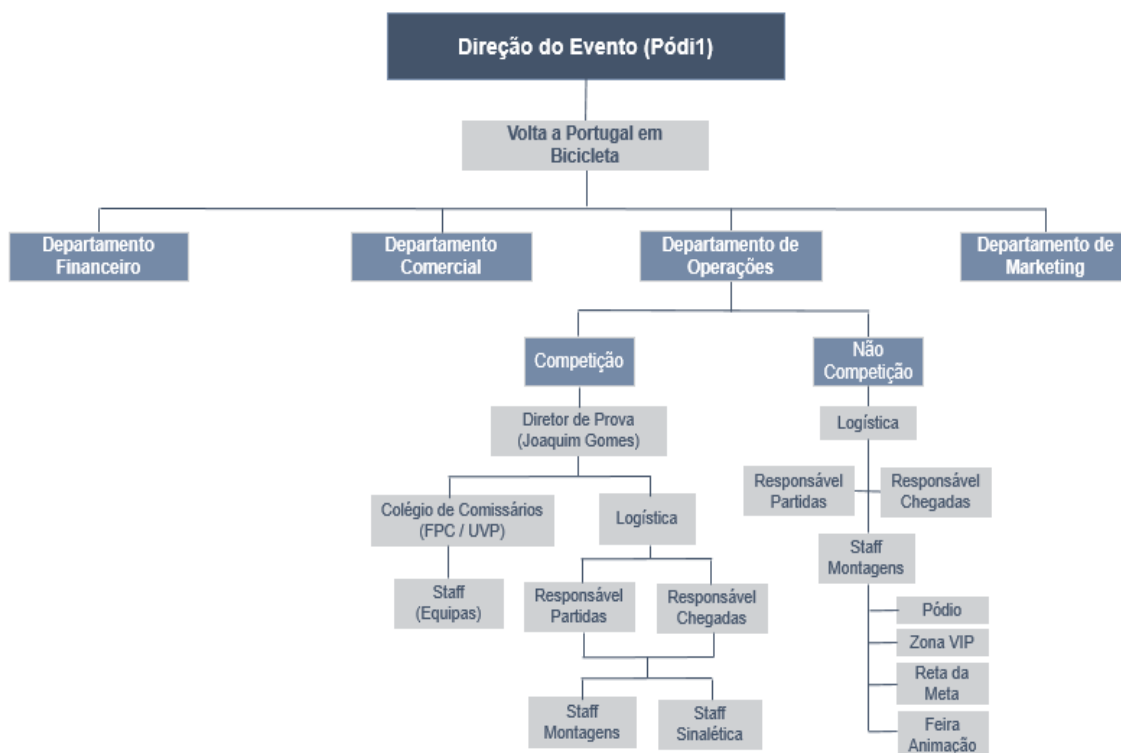 Direção do Evento (Pódi1)
Volta a Portugal em
Bicicleta
Departamento
Financeiro
Departamento
Comercial
Departamento de
Operações
Departamento de
Marketing
Competição
Não
Competição
Diretor de Prova
(Joaquim Gomes)
Logística
Colégio de Comissários
(FPC / UVP)
Logística
Responsável
Partidas
Responsável
Chegadas
Staff
(Equipas)
Responsável
Partidas
Responsável
Chegadas
Staff
Montagens
Staff
Montagens
Staff
Sinalética
Pódio
Zona VIP
Reta da
Meta
Feira
Animação